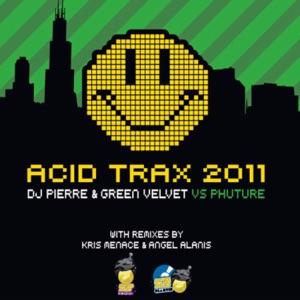 ACID TRAX 2011
DJ PIERRE & GREEN VELVET VS PHUTURE
WITH REMIXES BY
KRIS MENACE & ANGEL ALANIS